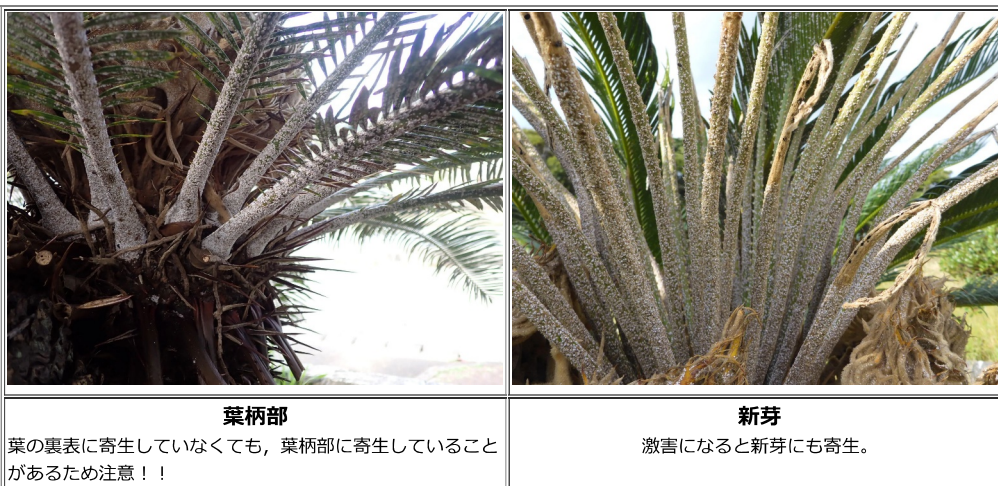 葉柄部
葉の裏表に寄生していなくても，葉柄部に寄生していること
があるため注意！！
新芽
激害になると新芽にも寄生。